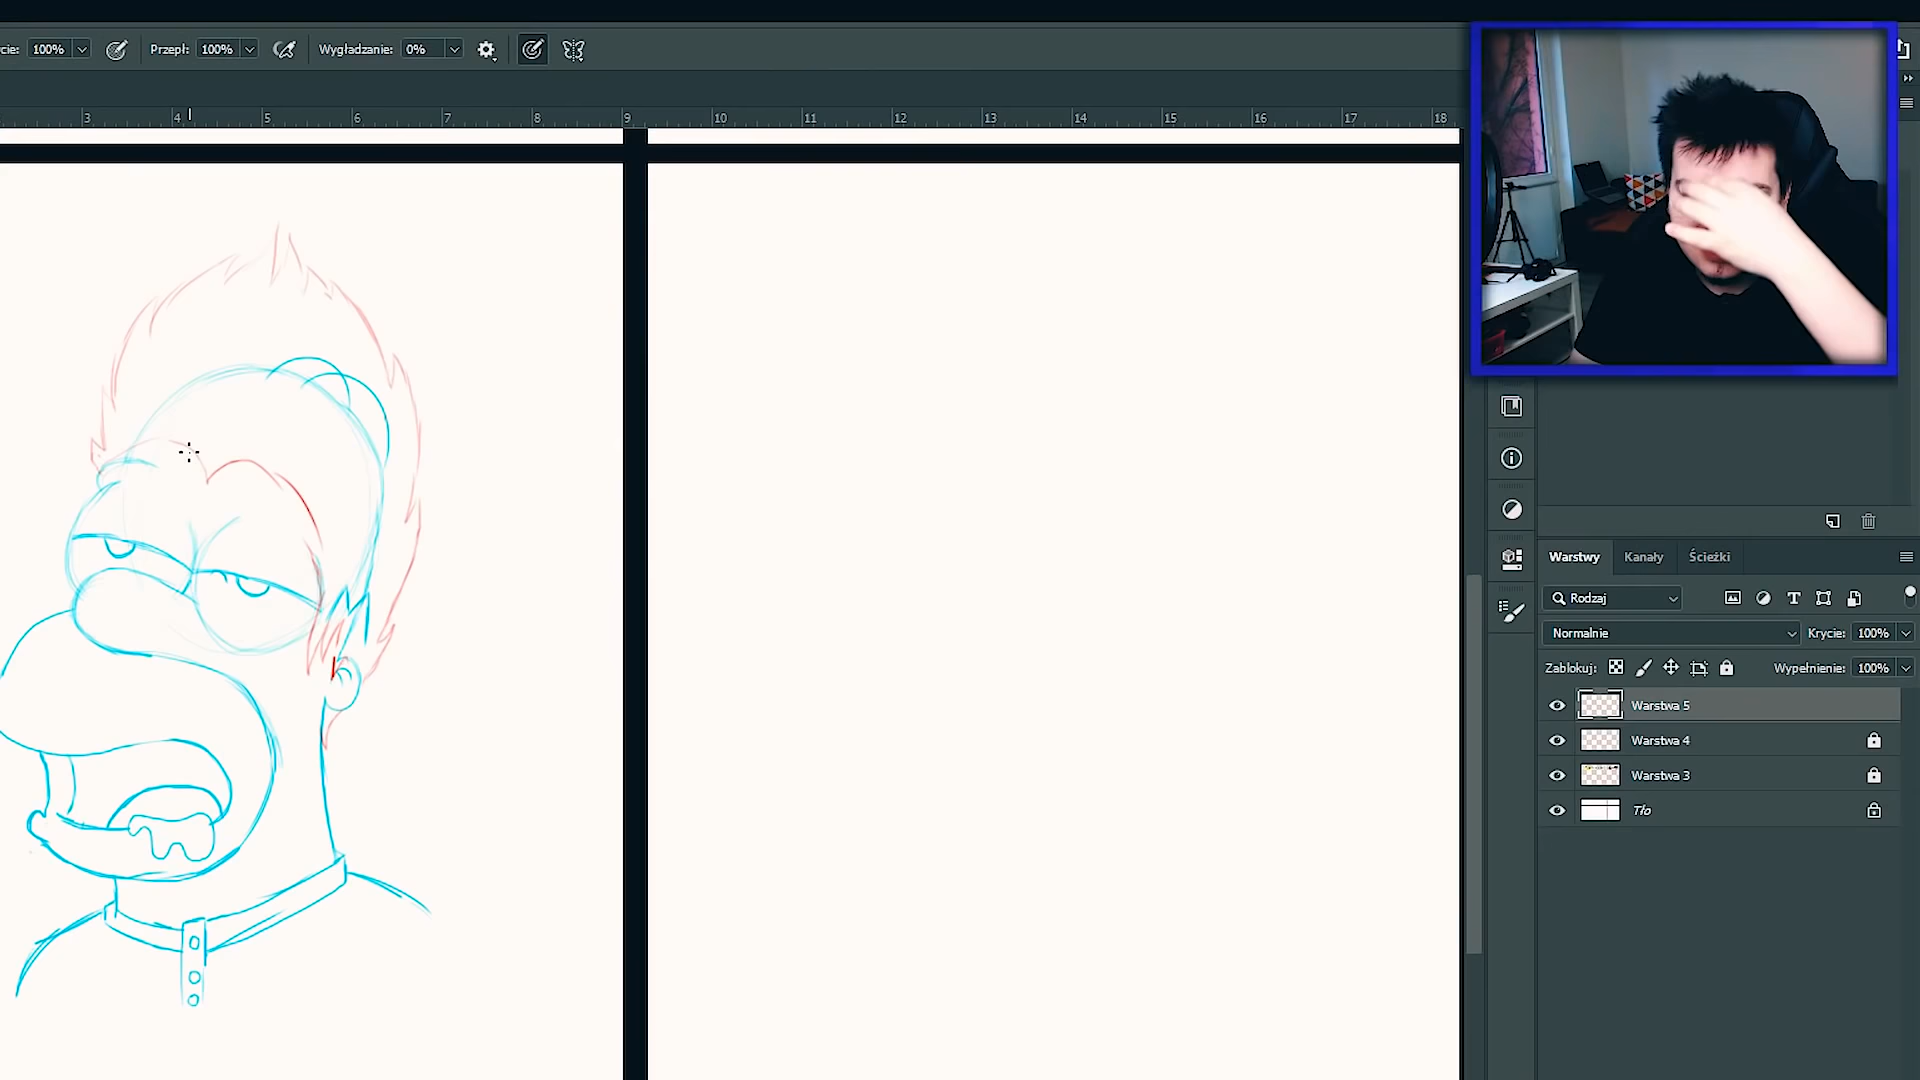 cie: 100% Przepł: 100% Wygładzanie: 0%
3 4 5 6 7 8 9 10 11 12 13 14 15 16 17 18
Warstwy Kanały Ścieżki
Rodzaj T
Normalnie Krycie: 100%
Zablokuj: Wypełnienie: 100%
Warstwa 5
Warstwa 4
Warstwa 3
Tło